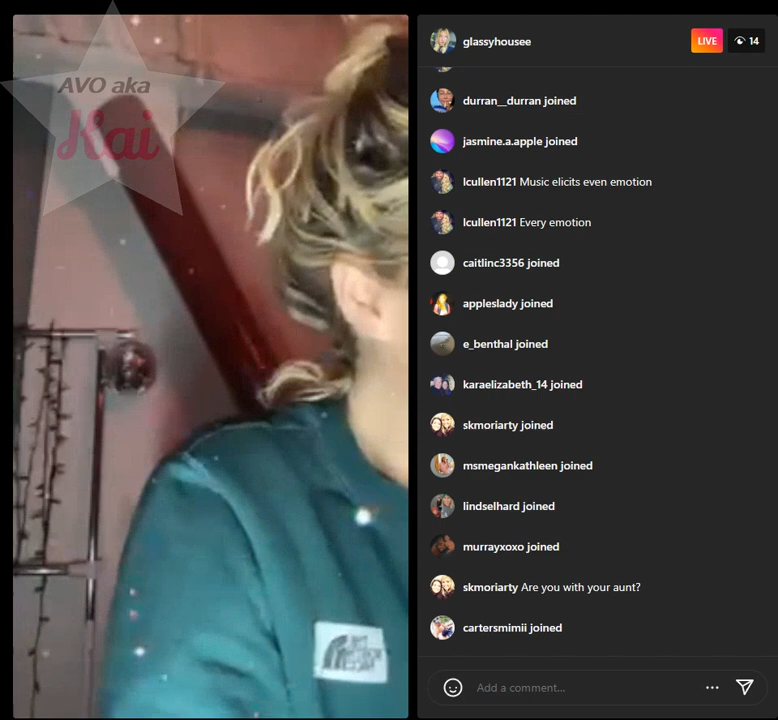 AVO aka
Kai
glassyhousee
LIVE
14
durran__durran joined
jasmine.a.apple joined
lcullen1121 Music elicits even emotion
lcullen1121 Every emotion
caitlinc3356 joined
appleslady joined
e_benthal joined
karaelizabeth_14 joined
skmoriarty joined
msmegankathleen joined
lindselhard joined
murrayxoxo joined
skmoriarty Are you with your aunt?
cartersmimii joined
Add a comment...